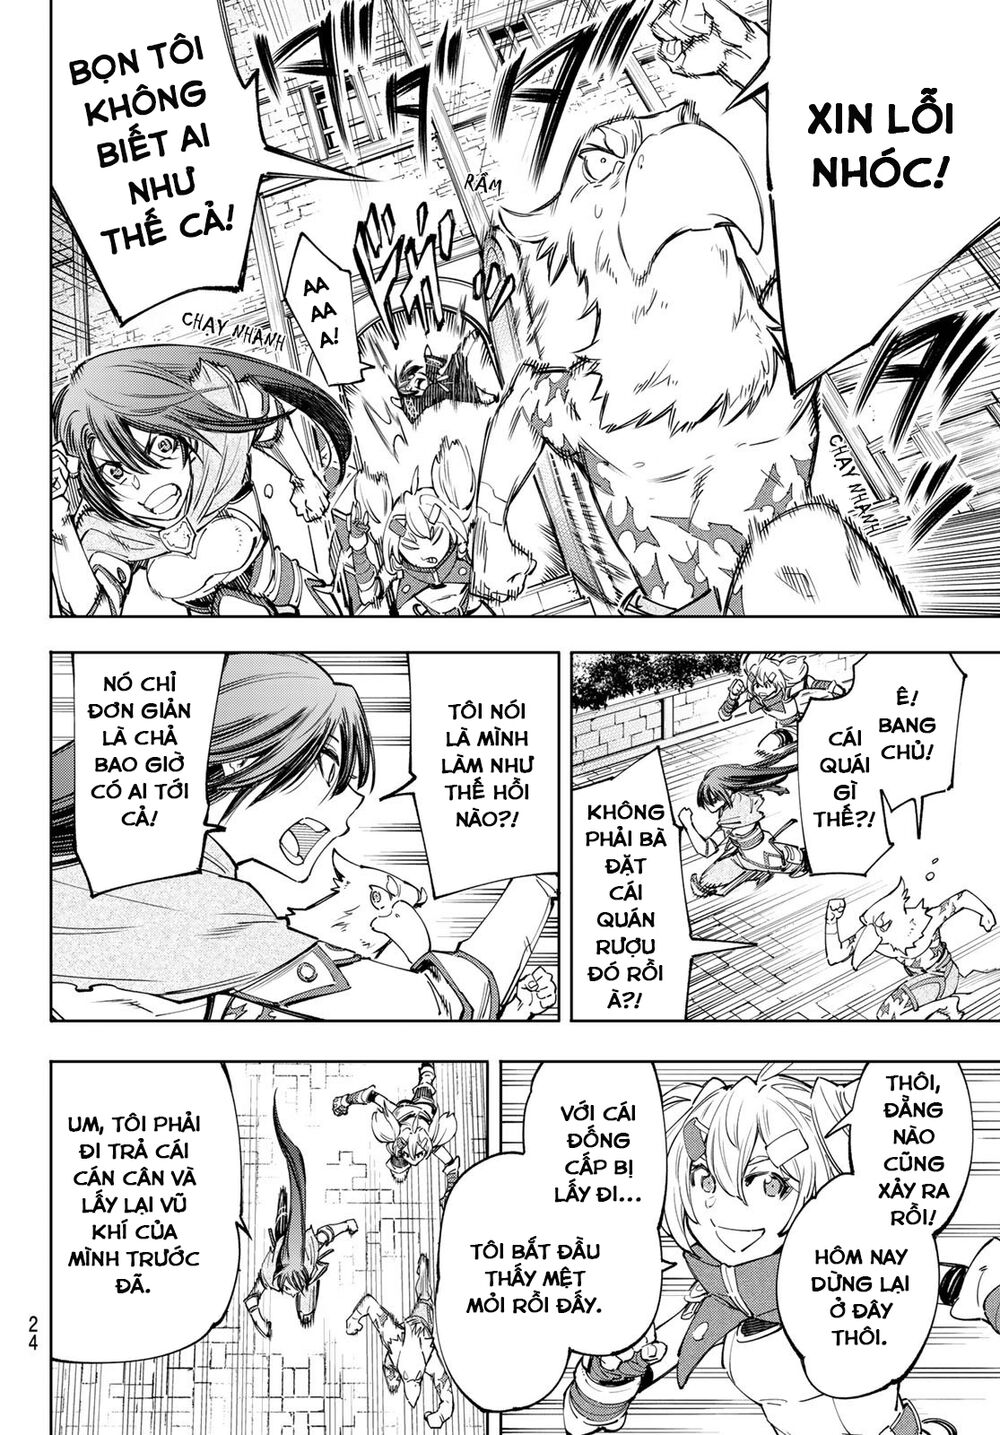 XIN LỖI
NHÓC!
BỌN TÔI
KHÔNG
BIẾT AI
NHƯ
THẾ CẢ!
RẦM
AA
AA
A!
CHẠY NHANH
CHẠY NHANH
Ê!
BANG
CHỦ!
CÁI
QUÁI
GÌ
THẾ?!
KHÔNG
PHẢI BÀ
ĐẶT
CÁI
QUÁN
RƯỢU
ĐÓ RỒI
À?!
TÔI NÓI
LÀ MÌNH
LÀM NHƯ
THẾ HỒI
NÀO?!
NÓ CHỈ
ĐƠN GIẢN
LÀ CHẢ
BAO GIỜ
CÓ AI TỚI
CẢ!
THÔI,
ĐẰNG
NÀO
CŨNG
XẢY RA
RỒI!
HÔM NAY
DỪNG LẠI
Ở ĐÂY
THÔI.
VỚI CÁI
ĐỐNG
CẤP BỊ
LẤY ĐI...
TÔI BẮT ĐẦU
THẤY MỆT
MỎI RỒI ĐẤY.
UM, TÔI PHẢI
ĐI TRẢ CÁI
CÁN CÂN VÀ
LẤY LẠI VŨ
KHÍ CỦA
MÌNH TRƯỚC
ĐÃ.
24